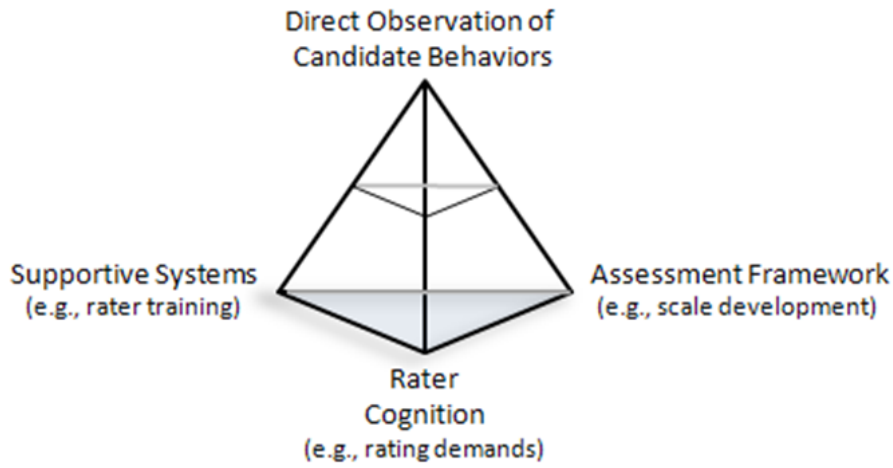 Direct Observation of
Candidate Behaviors
Supportive Systems
(e.g., rater training)
Assessment Framework
(e.g., scale development)
Rater
Cognition
(e.g., rating demands)